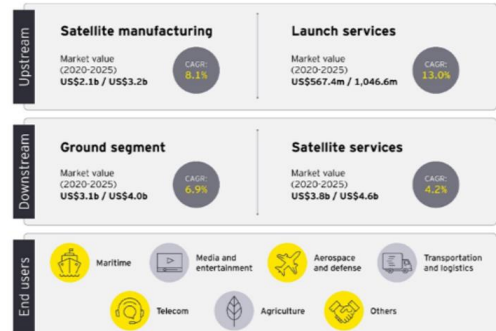 Upstream
Satellite manufacturing
Market value
(2020-2025)
US$2.1b / US$3.2b
CAGR:
8.1%
Launch services
Market value
(2020-2025)
US$567.4m / 1,046.6m
CAGR:
13.0%
Downstream
Ground segment
Market value
(2020-2025)
US$3.1b / US$4.0b
CAGR:
6.9%
Satellite services
Market value
(2020-2025)
US$3.8b / US$4.6b
CAGR:
4.2%
End users
Maritime
Media and
entertainment
Aerospace
and defense
Transportation
and logistics
Telecom
Agriculture
Others